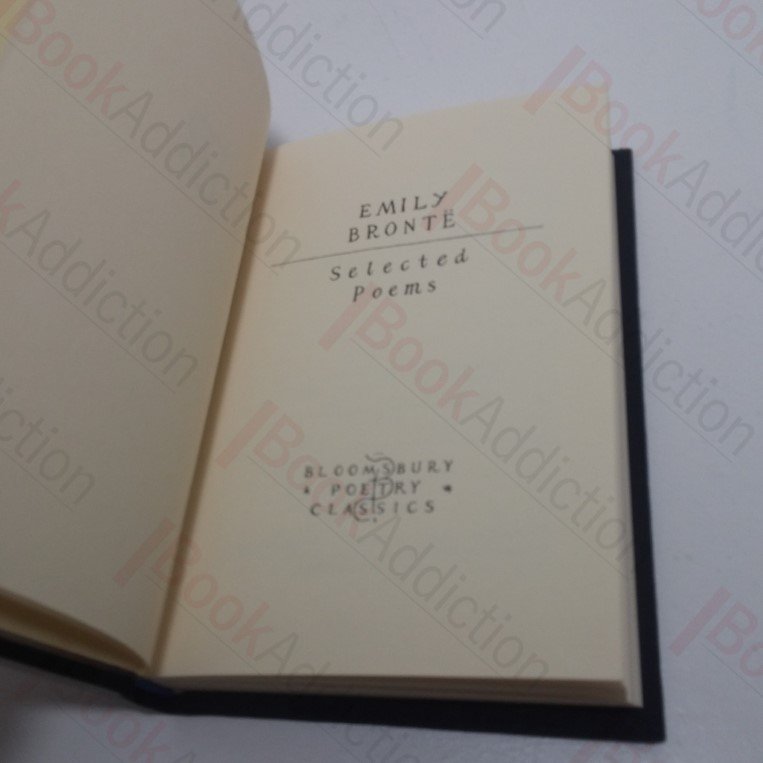 EMILY
BRONTË
Selected
Poems
BLOOMSBURY
POETRY
CLASSICS
BookAddiction